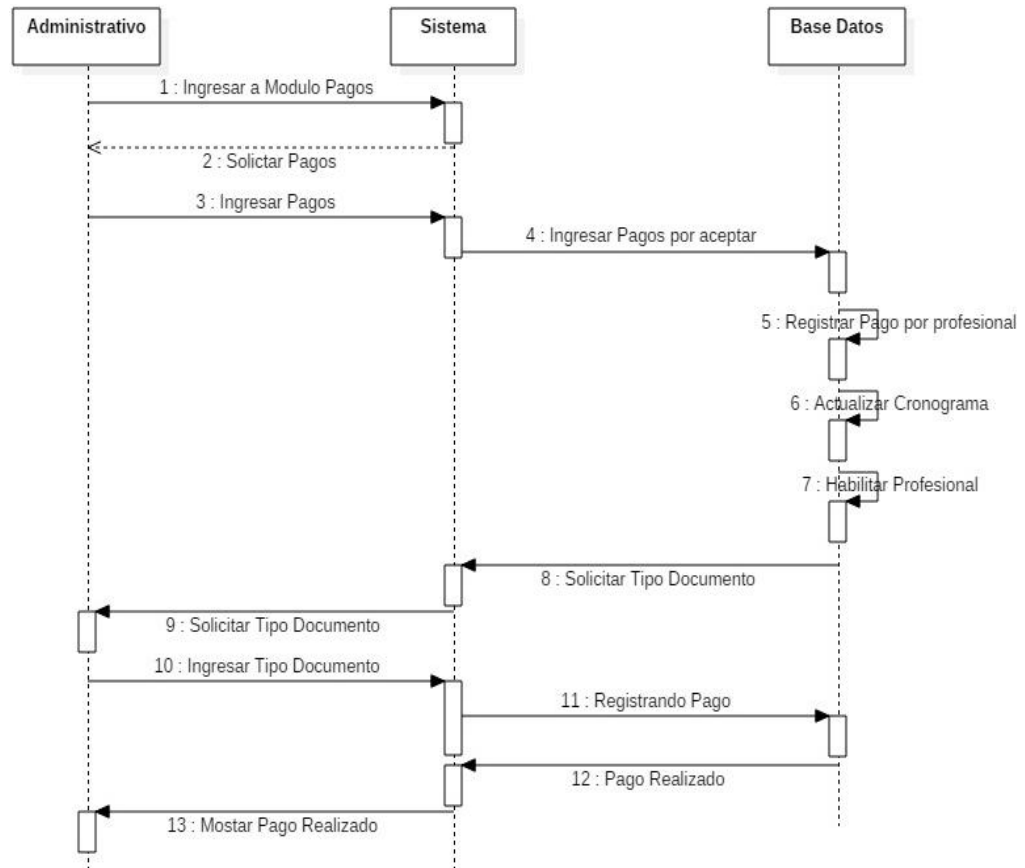 Administrativo
Sistema
Base Datos
1 : Ingresar a Modulo Pagos
2 : Solictar Pagos
3 : Ingresar Pagos
4 : Ingresar Pagos por aceptar
5 : Registrar Pago por profesional
6 : Actualizar Cronograma
7 : Habilitar Profesional
8 : Solicitar Tipo Documento
9 : Solicitar Tipo Documento
10 : Ingresar Tipo Documento
11 : Registrando Pago
12 : Pago Realizado
13 : Mostar Pago Realizado